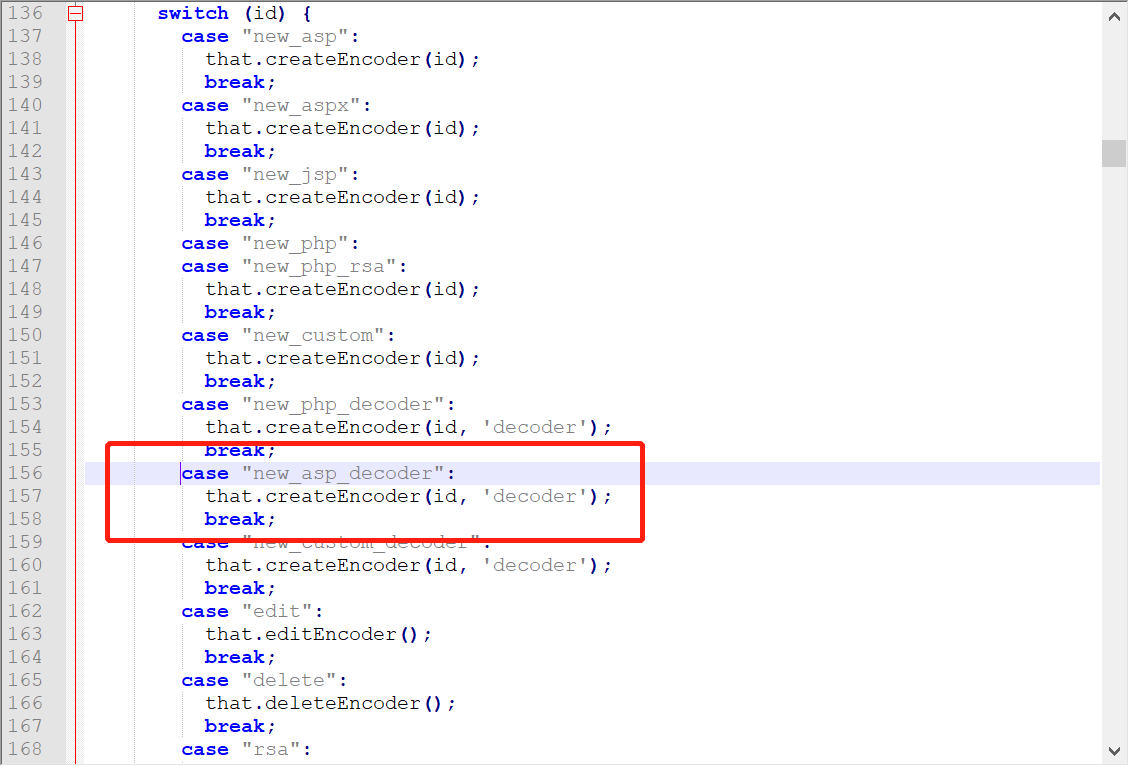 136 switch (id) {
137 case "new_asp":
138 that.createEncoder(id);
139 break;
140 case "new_aspx":
141 that.createEncoder(id);
142 break;
143 case "new_jsp":
144 that.createEncoder(id);
145 break;
146 case "new_php":
147 case "new_php_rsa":
148 that.createEncoder(id);
149 break;
150 case "new_custom":
151 that.createEncoder(id);
152 break;
153 case "new_php_decoder":
154 that.createEncoder(id, 'decoder');
155 break;
156 case "new_asp_decoder":
157 that.createEncoder(id, 'decoder');
158 break;
159 case "new_custom_decoder":
160 that.createEncoder(id, 'decoder');
161 break;
162 case "edit":
163 that.editEncoder();
164 break;
165 case "delete":
166 that.deleteEncoder();
167 break;
168 case "rsa":